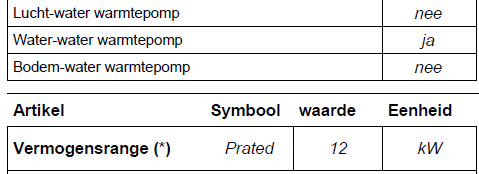 Lucht-water warmtepomp nee
Water-water warmtepomp ja
Bodem-water warmtepomp nee
Artikel Symbool waarde Eenheid
Vermogensrange (*) Prated 12 kW